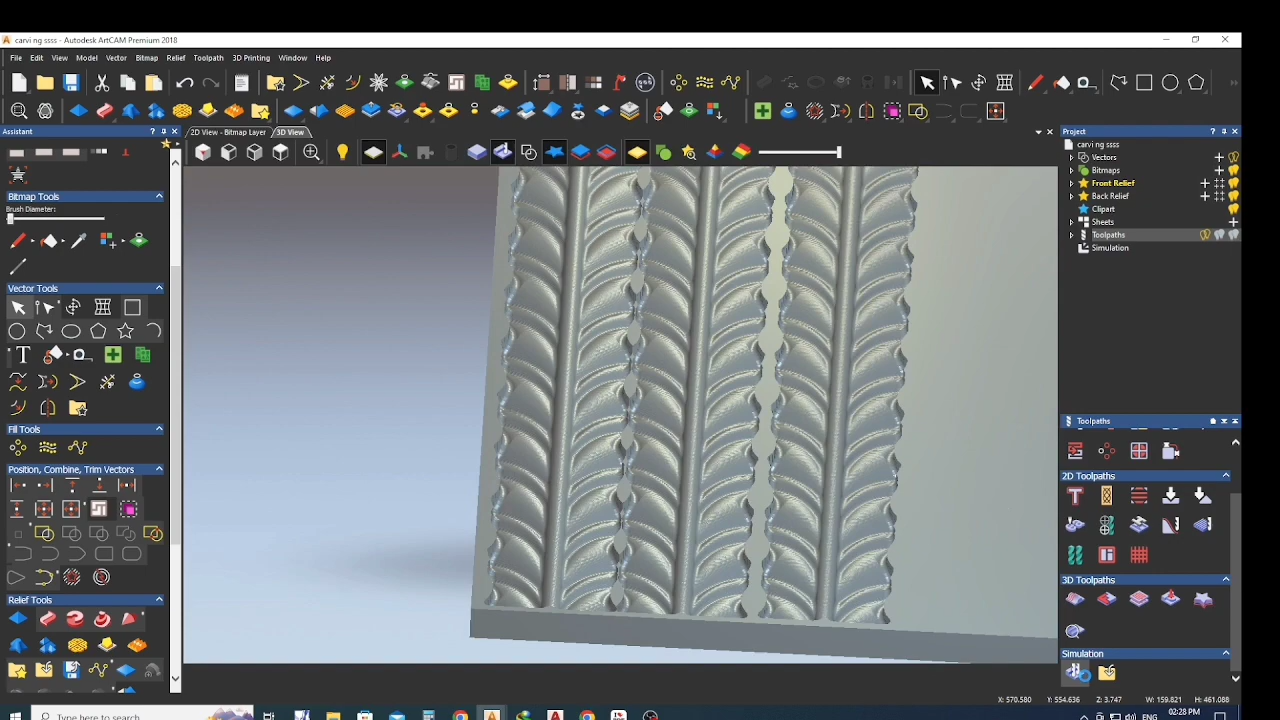 carvi ng ssss - Autodesk ArtCAM Premium 2018
File Edit View Model Vector Bitmap Relief Toolpath 3D Printing Window Help
Assistant
2D View - Bitmap Layer 3D View
Project
carvi ng ssss
Vectors
Bitmaps
Front Relief
Back Relief
Clipart
Sheets
Toolpaths
Simulation
Bitmap Tools
Brush Diameter:
Vector Tools
Fill Tools
Position, Combine, Trim Vectors
Relief Tools
Toolpaths
2D Toolpaths
3D Toolpaths
Simulation
X: 570.580 Y: 554.636 Z: 3.747 W: 159.821 H: 461.088
Type here to search
ENG
02:28 PM